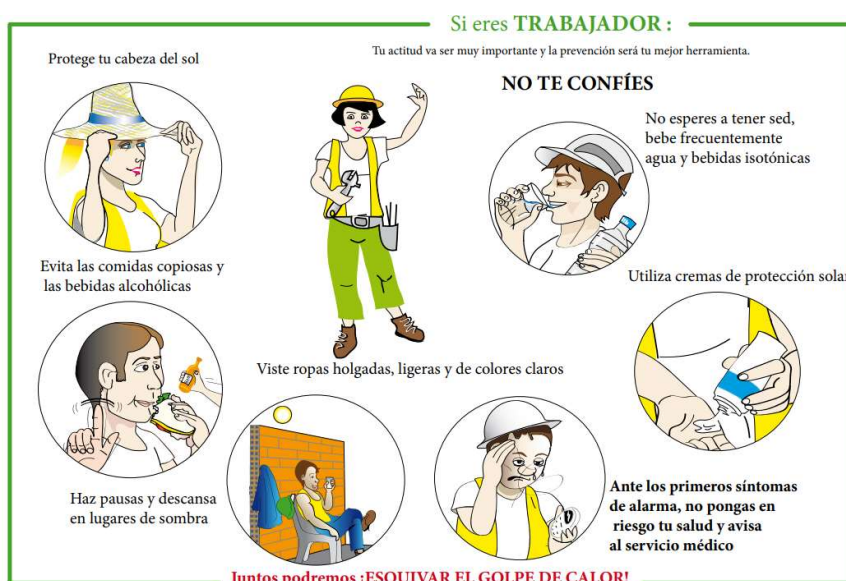 Si eres TRABAJADOR :
Tu actitud va ser muy importante y la prevención será tu mejor herramienta.
Protege tu cabeza del sol
NO TE CONFÍES
No esperes a tener sed,
bebe frecuentemente
agua y bebidas isotónicas
Evita las comidas copiosas y
las bebidas alcohólicas
Utiliza cremas de protección solar
Viste ropas holgadas, ligeras y de colores claros
Haz pausas y descansa
en lugares de sombra
Ante los primeros síntomas
de alarma, no pongas en
riesgo tu salud y avisa
al servicio médico
Juntos podremos ¡ESQUIVAR EL GOLPE DE CALOR!